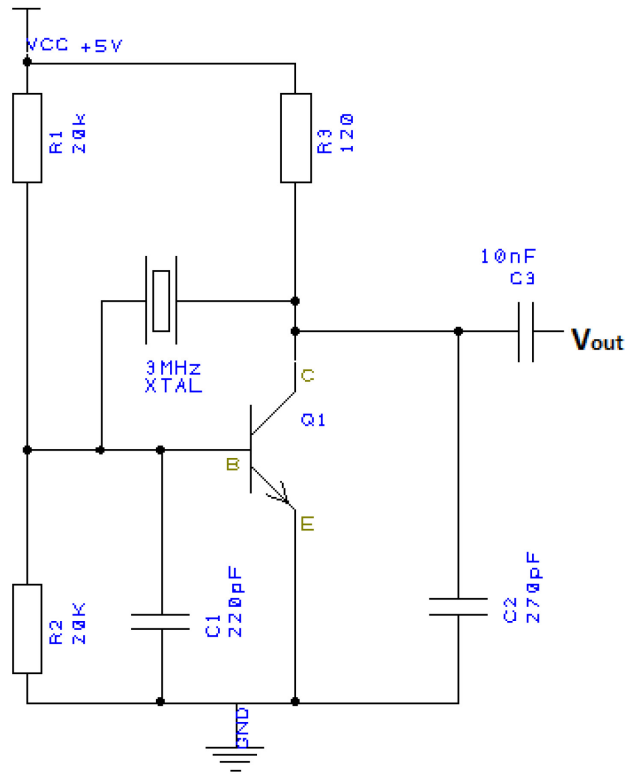 VCC +5V
R1
20k
R3
120
10nF
C3
Vout
3MHz
XTAL
C
Q1
B
E
R2
20K
C1
220pF
C2
270pF
GND